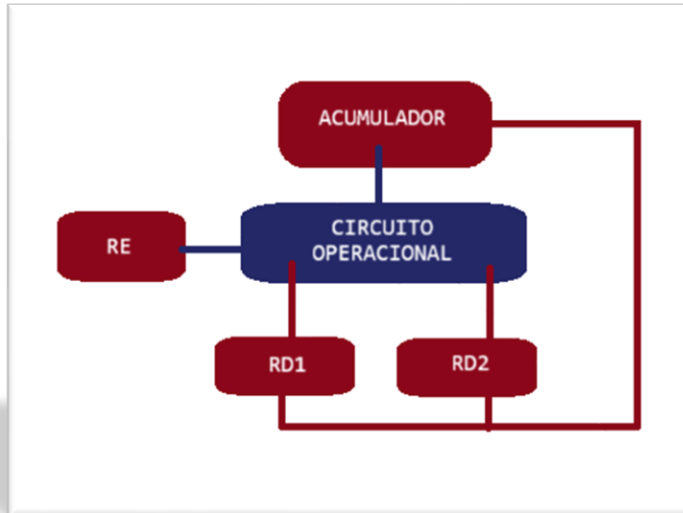 ACUMULADOR
CIRCUITO
OPERACIONAL
RE
RD1
RD2